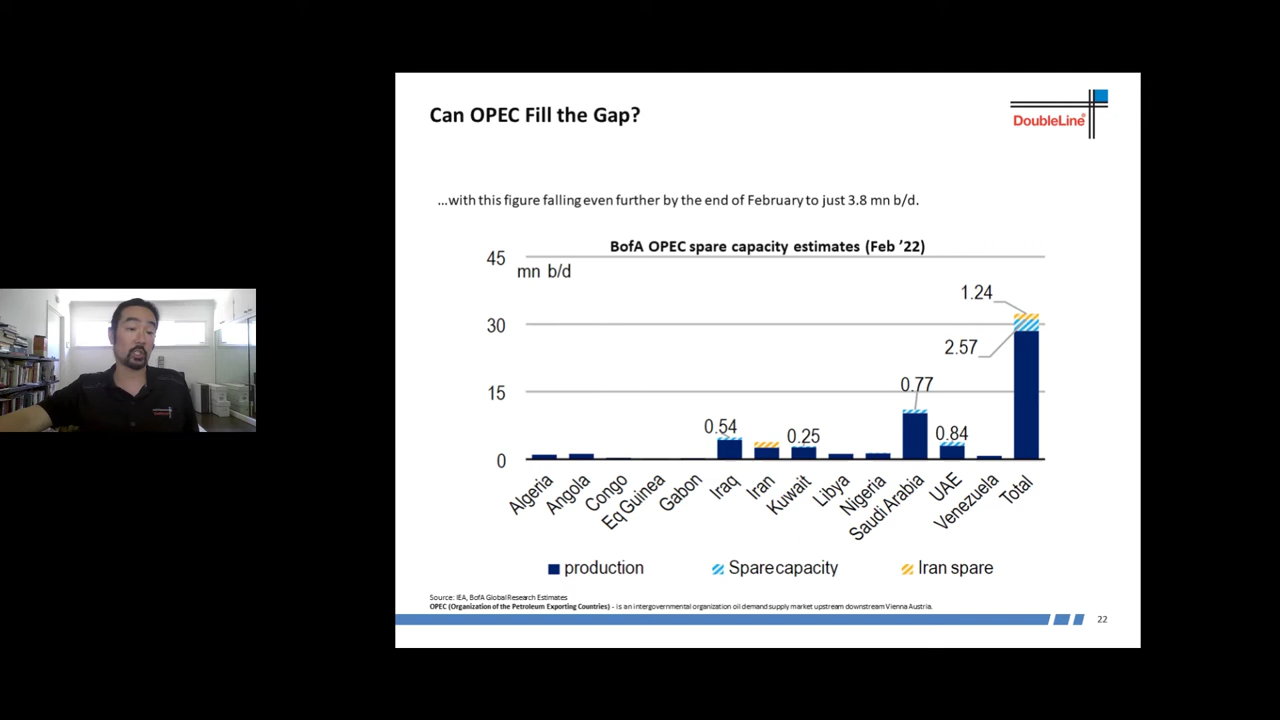 Can OPEC Fill the Gap?
DoubleLine®
...with this figure falling even further by the end of February to just 3.8 mn b/d.
BofA OPEC spare capacity estimates (Feb '22)
45
mn b/d
1.24
30
2.57
15
0.77
0.54
0.25
0.84
0
Algeria
Angola
Congo
Eq Guinea
Gabon
Iraq
Iran
Kuwait
Libya
Nigeria
Saudi Arabia
UAE
Venezuela
Total
production
Spare capacity
Iran spare
Source: IEA, BofA Global Research Estimates
OPEC (Organization of the Petroleum Exporting Countries) - is an intergovernmental organization oil demand supply market upstream downstream Vienna Austria.
22